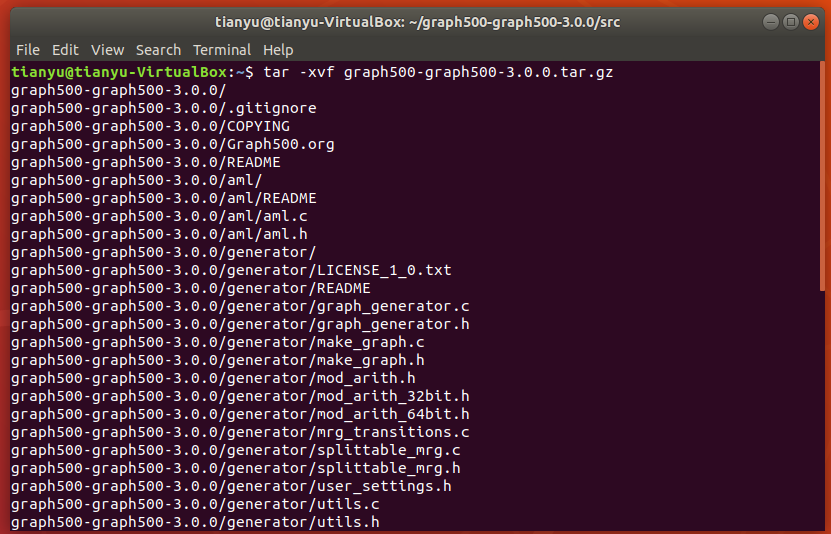 tianyu@tianyu-VirtualBox: ~/graph500-graph500-3.0.0/src
File Edit View Search Terminal Help
tianyu@tianyu-VirtualBox:~$ tar -xvf graph500-graph500-3.0.0.tar.gz
graph500-graph500-3.0.0/
graph500-graph500-3.0.0/.gitignore
graph500-graph500-3.0.0/COPYING
graph500-graph500-3.0.0/Graph500.org
graph500-graph500-3.0.0/README
graph500-graph500-3.0.0/aml/
graph500-graph500-3.0.0/aml/README
graph500-graph500-3.0.0/aml/aml.c
graph500-graph500-3.0.0/aml/aml.h
graph500-graph500-3.0.0/generator/
graph500-graph500-3.0.0/generator/LICENSE_1_0.txt
graph500-graph500-3.0.0/generator/README
graph500-graph500-3.0.0/generator/graph_generator.c
graph500-graph500-3.0.0/generator/graph_generator.h
graph500-graph500-3.0.0/generator/make_graph.c
graph500-graph500-3.0.0/generator/make_graph.h
graph500-graph500-3.0.0/generator/mod_arith.h
graph500-graph500-3.0.0/generator/mod_arith_32bit.h
graph500-graph500-3.0.0/generator/mod_arith_64bit.h
graph500-graph500-3.0.0/generator/mrg_transitions.c
graph500-graph500-3.0.0/generator/splittable_mrg.c
graph500-graph500-3.0.0/generator/splittable_mrg.h
graph500-graph500-3.0.0/generator/user_settings.h
graph500-graph500-3.0.0/generator/utils.c
graph500-graph500-3.0.0/generator/utils.h